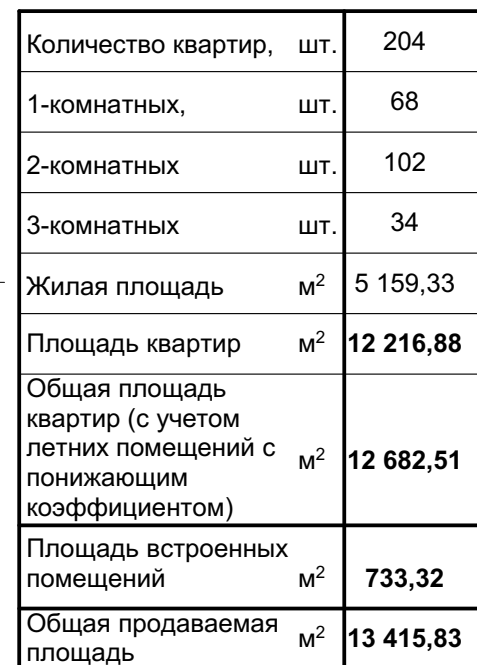 Количество квартир, шт. 204
1-комнатных, шт. 68
2-комнатных шт. 102
3-комнатных шт. 34
Жилая площадь м² 5 159,33
Площадь квартир м² 12 216,88
Общая площадь
квартир (с учетом
летних помещений с м² 12 682,51
понижающим
коэффициентом)
Площадь встроенных
помещений м² 733,32
Общая продаваемая
площадь м² 13 415,83